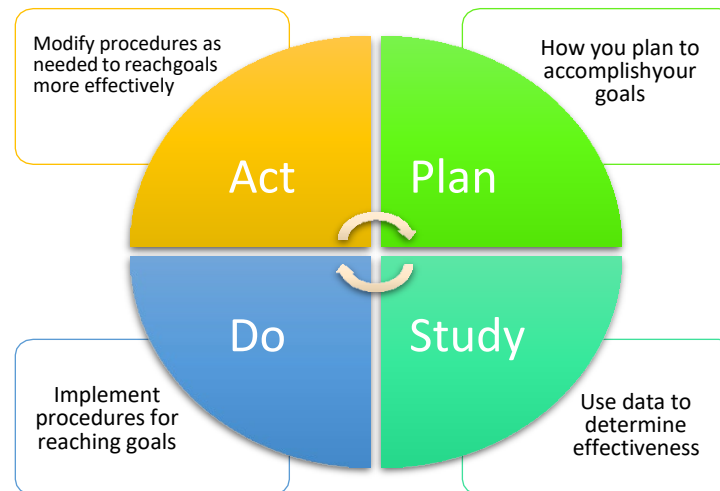 Modify procedures as
needed to reachgoals
more effectively
How you plan to
accomplishyour
goals
Act
Plan
Do
Study
Implement
procedures for
reaching goals
Use data to
determine
effectiveness